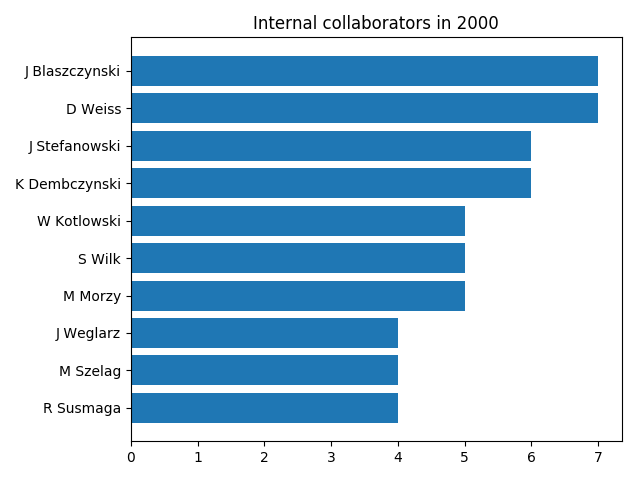 Internal collaborators in 2000
J Blaszczynski
D Weiss
J Stefanowski
K Dembczynski
W Kotlowski
S Wilk
M Morzy
J Weglarz
M Szelag
R Susmaga
0 1 2 3 4 5 6 7